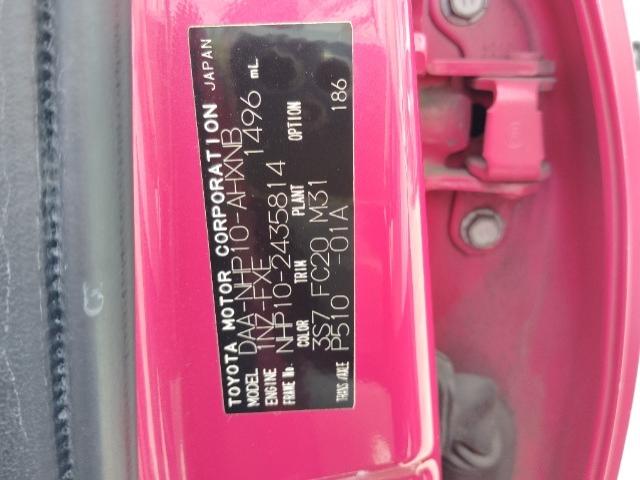 TOYOTA MOTOR CORPORATION JAPAN
MODEL DAA-NHP10-AHXNB
ENGINE 1NZ-FXE 1496 mL
FRAME No. NHP10-2435814
COLOR TRIM PLANT OPTION
3S7 FC20 M31 186
TRANS/AXLE P510 -01A